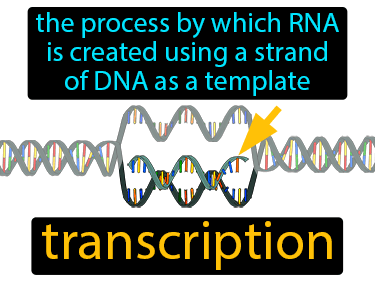 the process by which RNA
is created using a strand
of DNA as a template
transcription